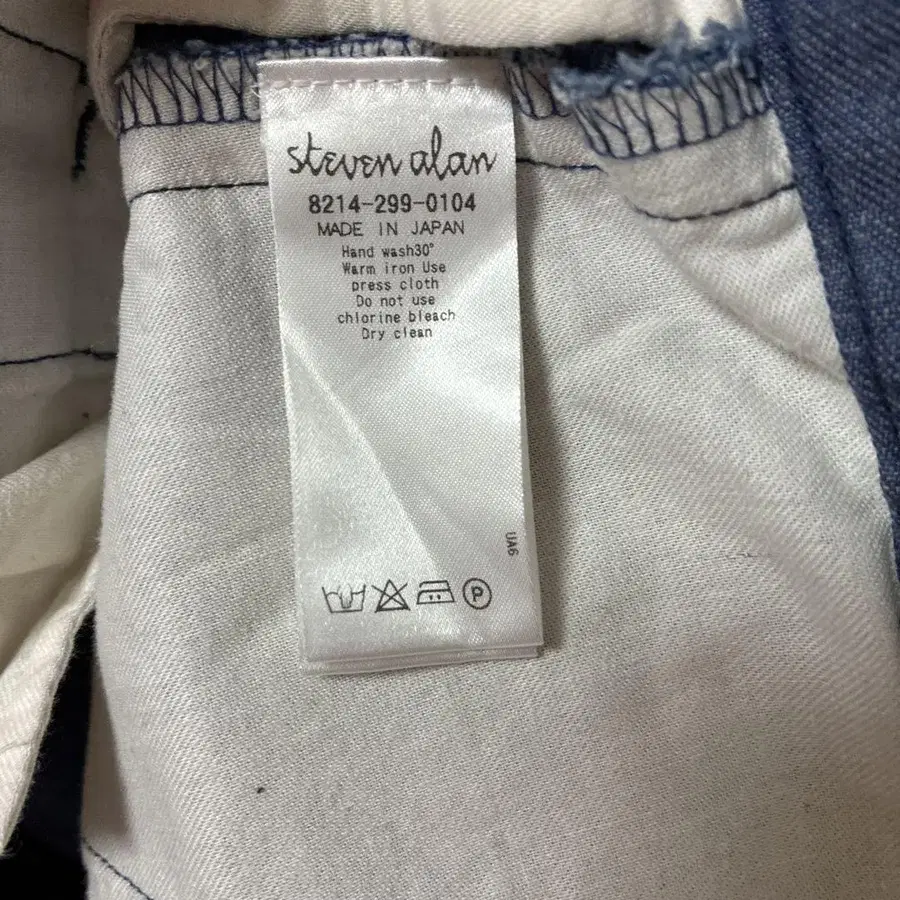 steven alan
8214-299-0104
MADE IN JAPAN
Hand wash30°
Warm iron Use
press cloth
Do not use
chlorine bleach
Dry clean
UA6
P